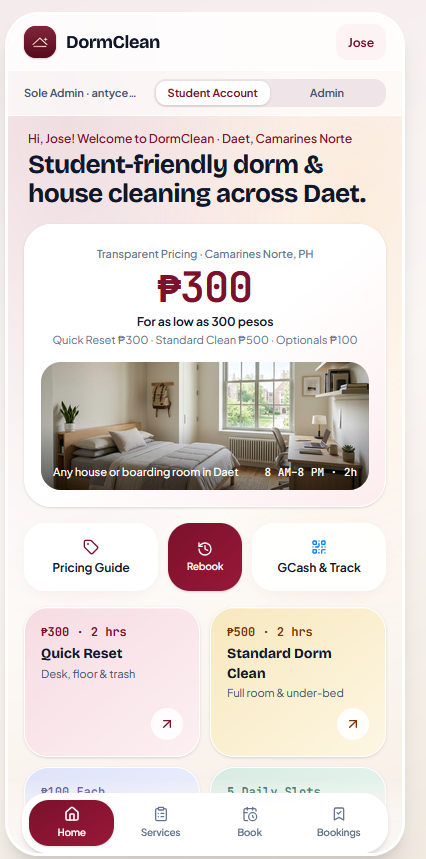 DormClean
Jose
Sole Admin · antyce…
Student Account
Admin
Hi, Jose! Welcome to DormClean · Daet, Camarines Norte
Student-friendly dorm &
house cleaning across Daet.
Transparent Pricing · Camarines Norte, PH
₱300
For as low as 300 pesos
Quick Reset ₱300 · Standard Clean ₱500 · Optionals ₱100
Any house or boarding room in Daet
8 AM–8 PM · 2h
Pricing Guide
Rebook
GCash & Track
₱300 · 2 hrs
Quick Reset
Desk, floor & trash
₱500 · 2 hrs
Standard Dorm
Clean
Full room & under-bed
₱100 Each
5 Daily Slots
Home
Services
Book
Bookings